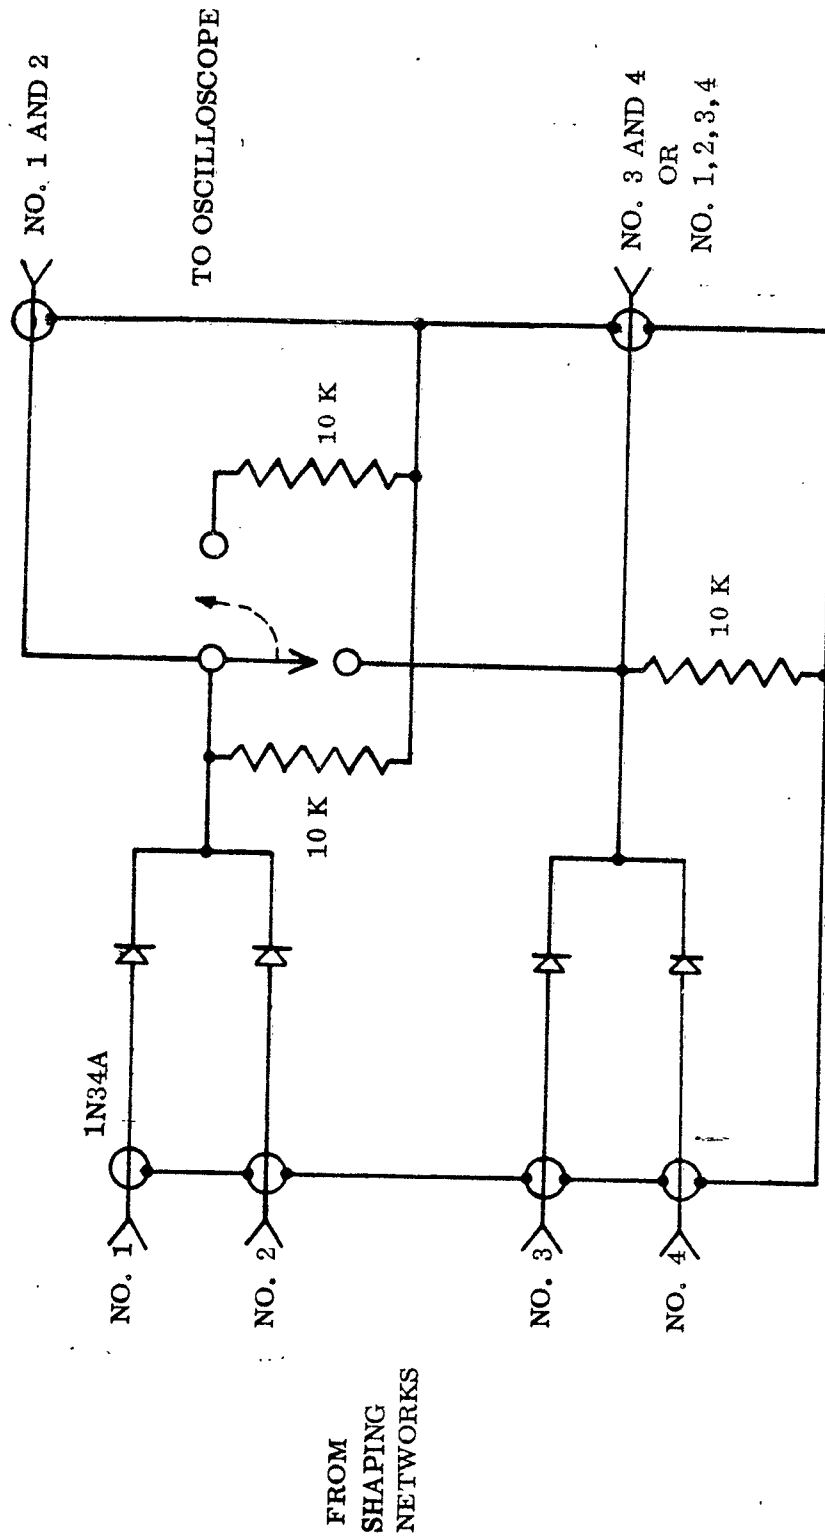 FROM
SHAPING
NETWORKS
NO. 1
NO. 2
NO. 3
NO. 4
1N34A
10 K
10 K
10 K
NO. 1 AND 2
TO OSCILLOSCOPE
NO. 3 AND 4
OR
NO. 1,2,3,4